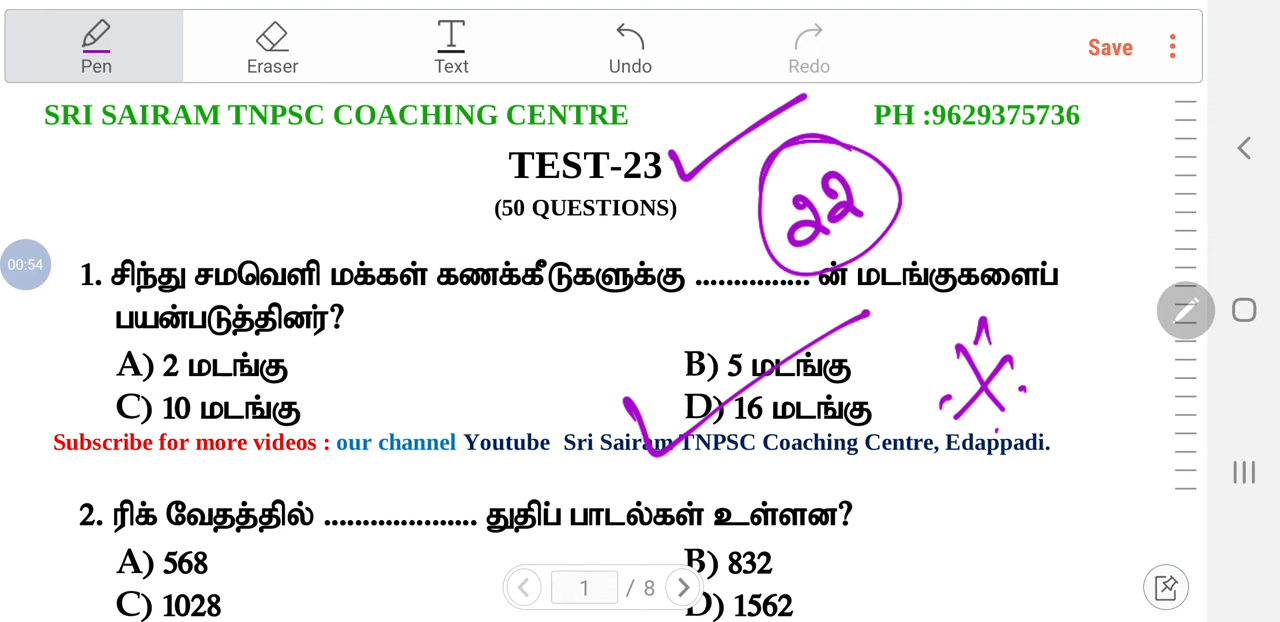 Pen Eraser Text Undo Redo Save
SRI SAIRAM TNPSC COACHING CENTRE PH :9629375736
TEST-23
22
(50 QUESTIONS)
00:54
1. சிந்து சமவெளி மக்கள் கணக்கீடுகளுக்கு ............... ன் மடங்குகளைப்
பயன்படுத்தினர்?
A) 2 மடங்கு B) 5 மடங்கு
C) 10 மடங்கு D) 16 மடங்கு
Subscribe for more videos : our channel Youtube Sri Sairam TNPSC Coaching Centre, Edappadi.
2. ரிக் வேதத்தில் .................... துதிப் பாடல்கள் உள்ளன?
A) 568 B) 832
C) 1028 D) 1562
1 / 8